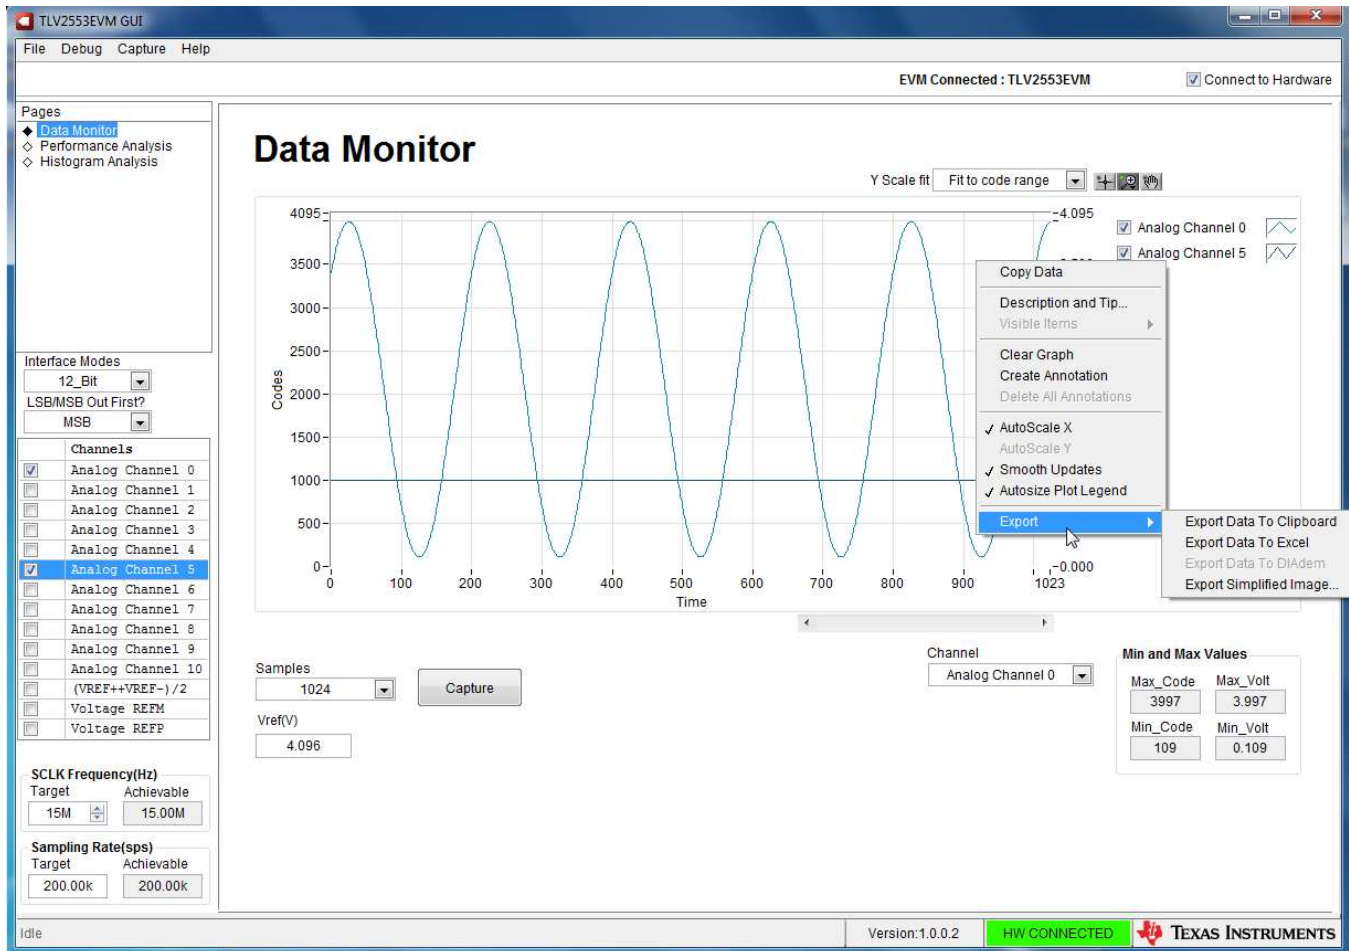 TLV2553EVM GUI
File Debug Capture Help
EVM Connected : TLV2553EVM
Connect to Hardware
Pages
Data Monitor
Performance Analysis
Histogram Analysis
Data Monitor
Y Scale fit Fit to code range
4095
3500
3000
2500
2000
1500
1000
500
0
Codes
0 100 200 300 400 500 600 700 800 900 1023
Time
4.095
0.000
Analog Channel 0
Analog Channel 5
Copy Data
Description and Tip...
Visible Items
Clear Graph
Create Annotation
Delete All Annotations
AutoScale X
AutoScale Y
Smooth Updates
Autosize Plot Legend
Export
Export Data To Clipboard
Export Data To Excel
Export Data To DIAdem
Export Simplified Image...
Interface Modes
12_Bit
LSB/MSB Out First?
MSB
Channels
Analog Channel 0
Analog Channel 1
Analog Channel 2
Analog Channel 3
Analog Channel 4
Analog Channel 5
Analog Channel 6
Analog Channel 7
Analog Channel 8
Analog Channel 9
Analog Channel 10
(VREF++VREF-)/2
Voltage REFM
Voltage REFP
Samples
1024
Capture
Vref(V)
4.096
Channel
Analog Channel 0
Min and Max Values
Max_Code Max_Volt
3997 3.997
Min_Code Min_Volt
109 0.109
SCLK Frequency(Hz)
Target Achievable
15M 15.00M
Sampling Rate(sps)
Target Achievable
200.00k 200.00k
Idle
Version:1.0.0.2
HW CONNECTED
TEXAS INSTRUMENTS